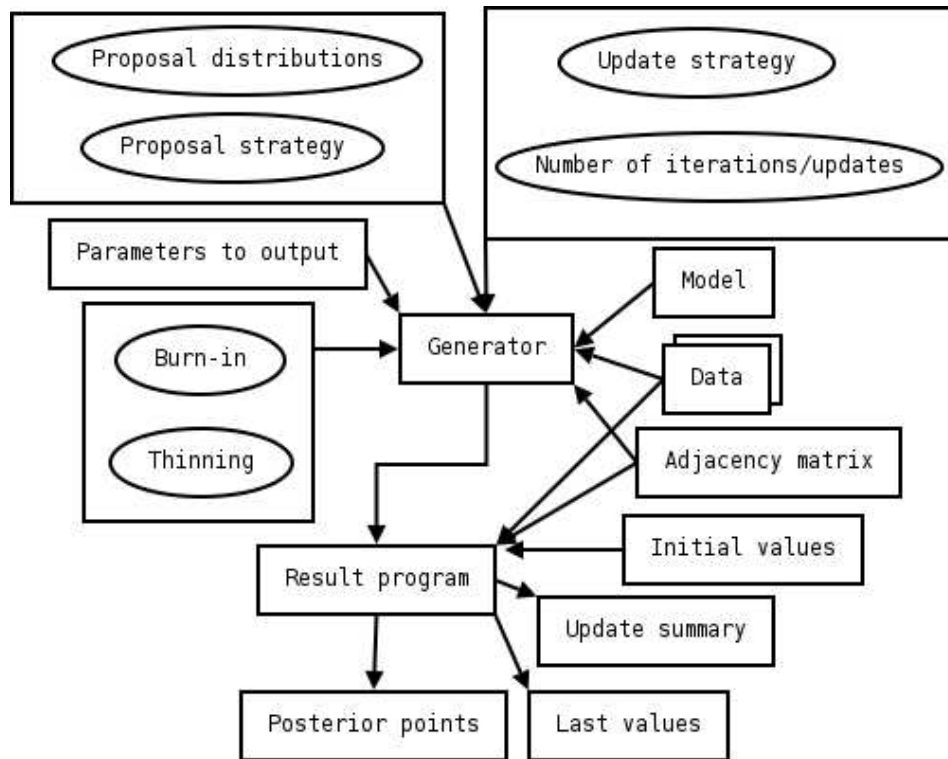 Proposal distributions
Proposal strategy
Update strategy
Number of iterations/updates
Parameters to output
Model
Burn-in
Thinning
Generator
Data
Adjacency matrix
Initial values
Result program
Update summary
Posterior points
Last values